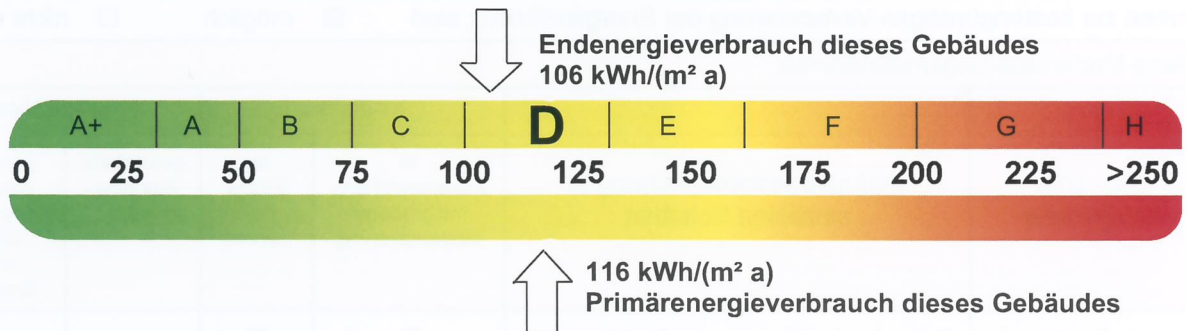 Endenergieverbrauch dieses Gebäudes
106 kWh/(m² a)
A+ A B C D E F G H
0 25 50 75 100 125 150 175 200 225 >250
116 kWh/(m² a)
Primärenergieverbrauch dieses Gebäudes